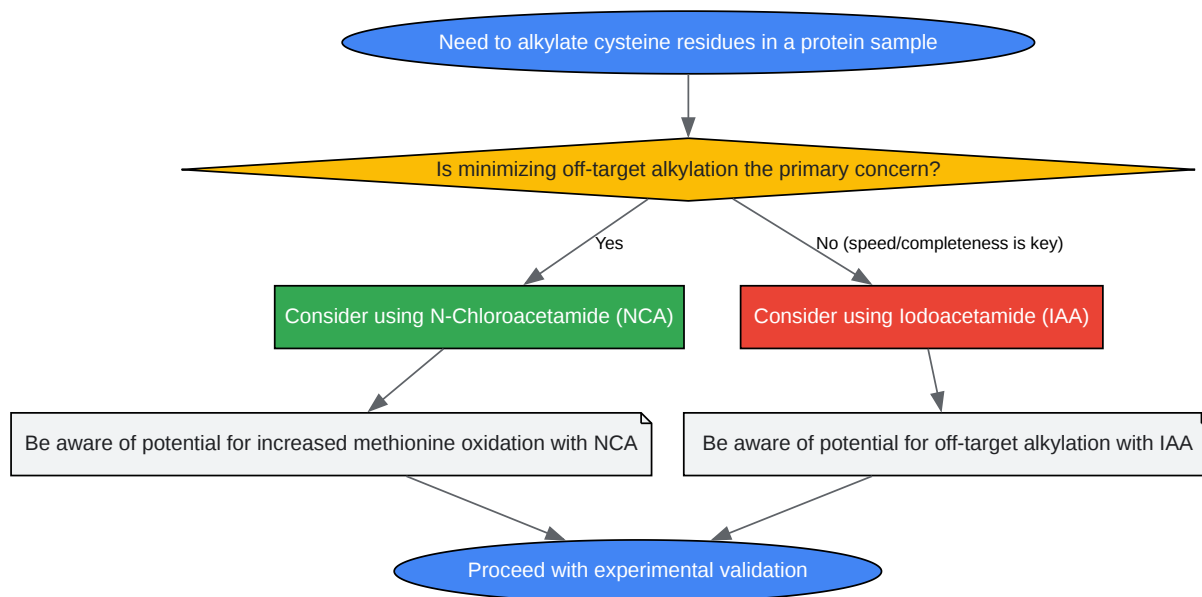 Need to alkylate cysteine residues in a protein sample
Is minimizing off-target alkylation the primary concern?
Yes
No (speed/completeness is key)
Consider using N-Chloroacetamide (NCA)
Consider using Iodoacetamide (IAA)
Be aware of potential for increased methionine oxidation with NCA
Be aware of potential for off-target alkylation with IAA
Proceed with experimental validation